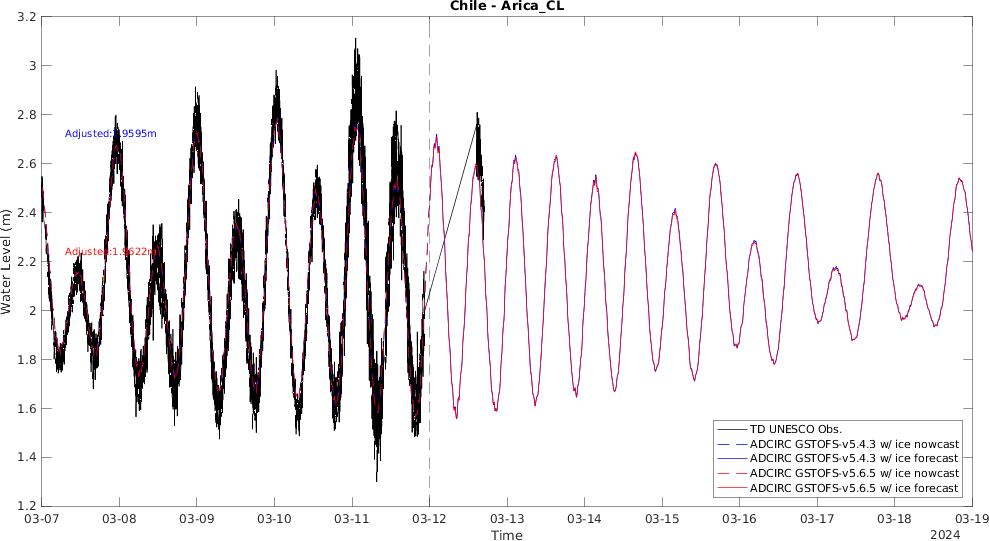 Chile - Arica_CL
3.2
3
2.8
2.6
2.4
2.2
2
1.8
1.6
1.4
1.2
Water Level (m)
Adjusted:1.9595m
Adjusted:1.9622m
TD UNESCO Obs.
ADCIRC GSTOFS-v5.4.3 w/ ice nowcast
ADCIRC GSTOFS-v5.4.3 w/ ice forecast
ADCIRC GSTOFS-v5.6.5 w/ ice nowcast
ADCIRC GSTOFS-v5.6.5 w/ ice forecast
03-07 03-08 03-09 03-10 03-11 03-12 03-13 03-14 03-15 03-16 03-17 03-18 03-19
Time
2024